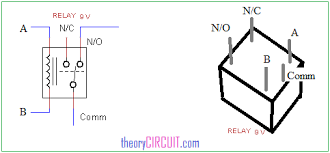 RELAY 9V
A
N/C
N/O
B
Comm
N/C
N/O
A
B
Comm
RELAY 9V
theoryCIRCUIT.com